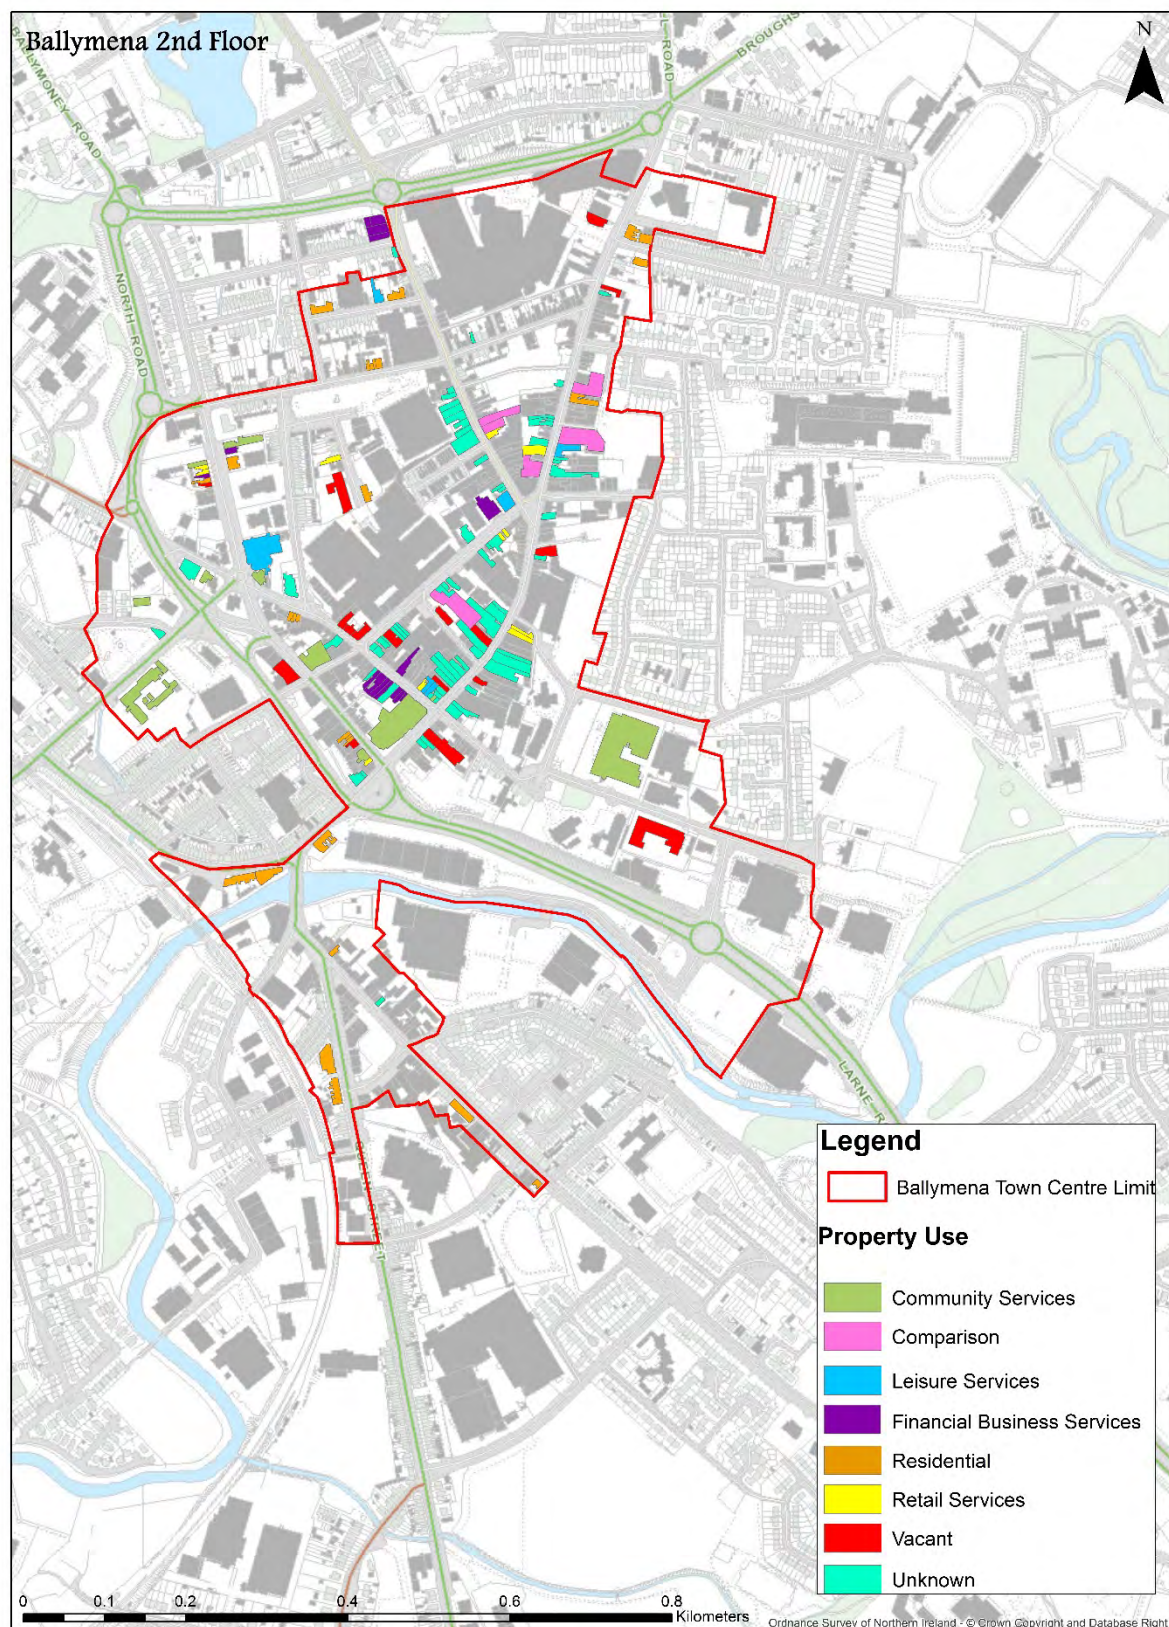 Ballymena 2nd Floor
N
BALLYMONEY ROAD
ROAD
BROUGHS
NORTH ROAD
LARNE R
QUEEN STREET
Legend
Ballymena Town Centre Limit
Property Use
Community Services
Comparison
Leisure Services
Financial Business Services
Residential
Retail Services
Vacant
Unknown
0 0.1 0.2 0.4 0.6 0.8
Kilometers
Ordnance Survey of Northern Ireland - © Crown Copyright and Database Right